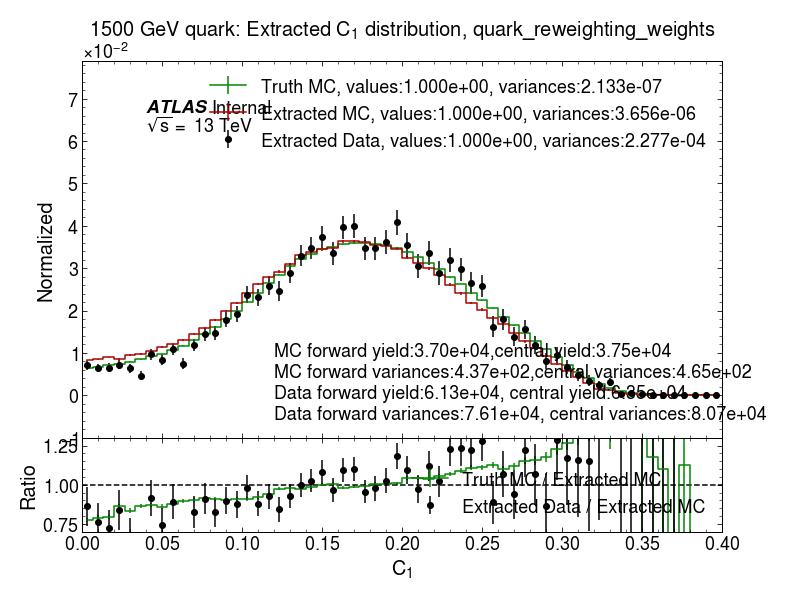 1500 GeV quark: Extracted C1 distribution, quark_reweighting_weights
×10−2
Truth MC, values:1.000e+00, variances:2.133e-07
ATLAS Internal
Extracted MC, values:1.000e+00, variances:3.656e-06
√s = 13 TeV
Extracted Data, values:1.000e+00, variances:2.277e-04
7
6
5
4
3
2
1
0
Normalized
MC forward yield:3.70e+04,central yield:3.75e+04
MC forward variances:4.37e+02,central variances:4.65e+02
Data forward yield:6.13e+04, central yield:6.35e+04
Data forward variances:7.61e+04, central variances:8.07e+04
1.25
1.00
0.75
Ratio
Truth MC / Extracted MC
Extracted Data / Extracted MC
0.00 0.05 0.10 0.15 0.20 0.25 0.30 0.35 0.40
C1